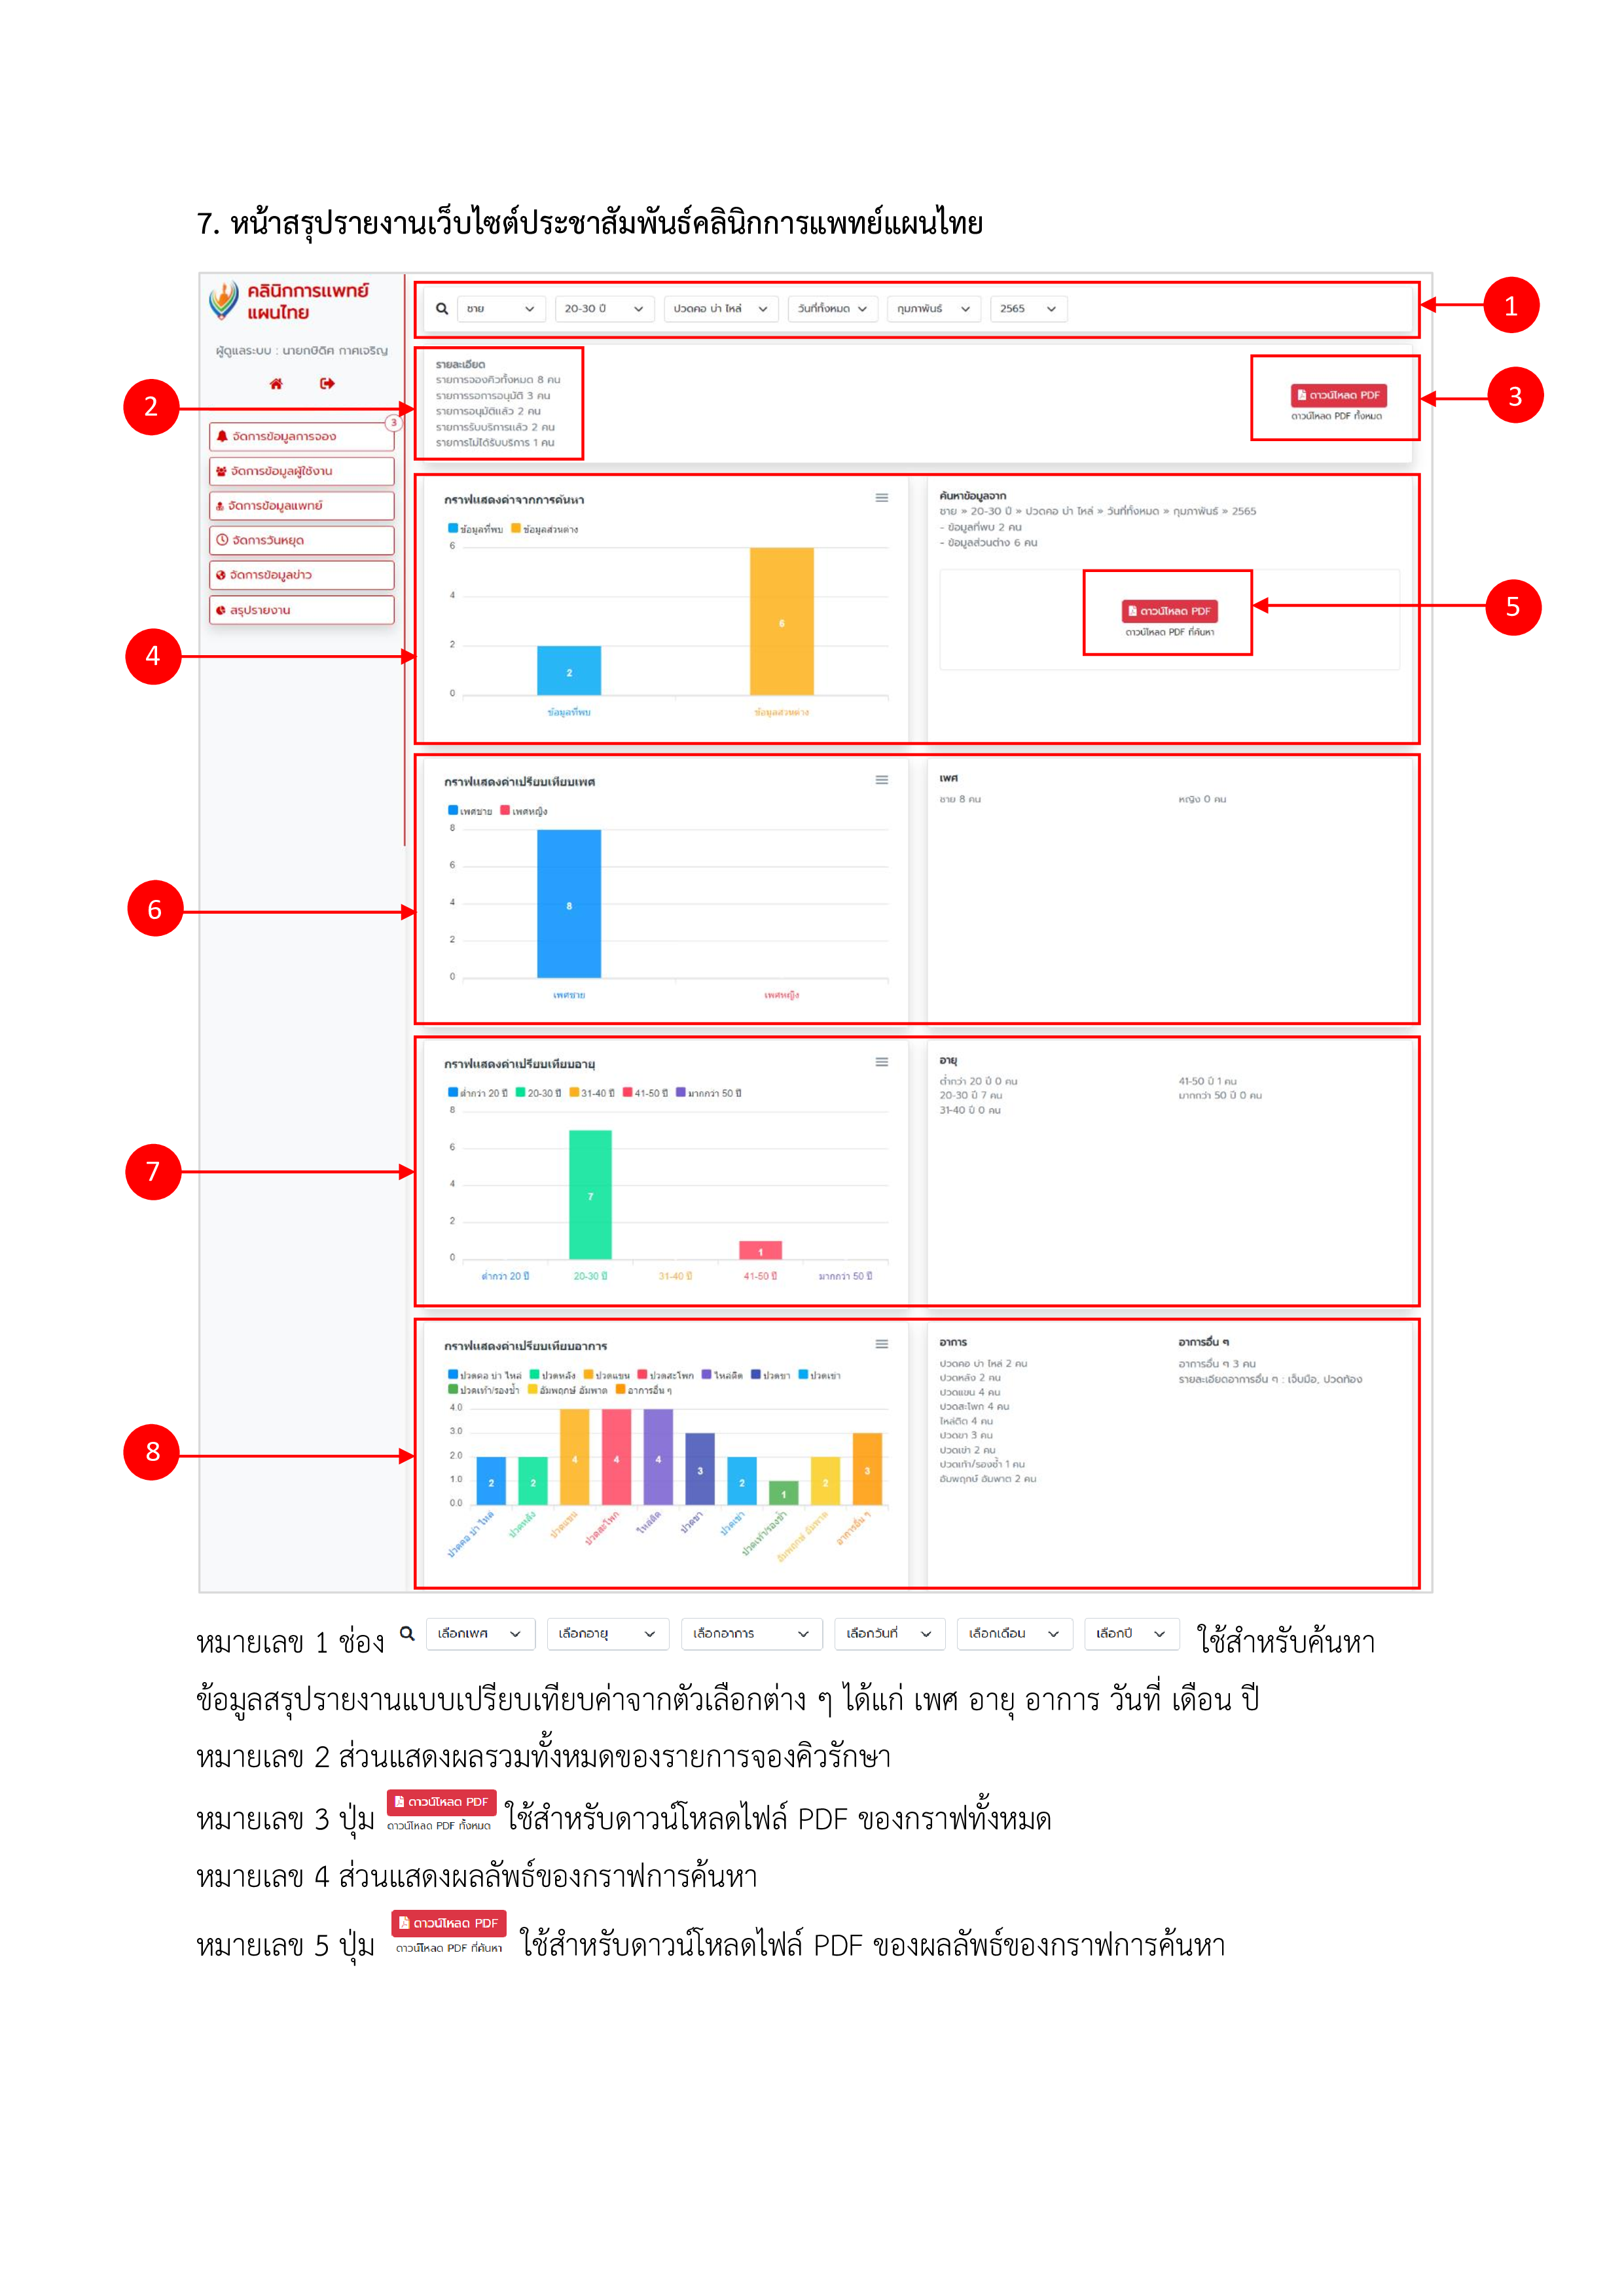 7. หน้าสรุปรายงานเว็บไซต์ประชาสัมพันธ์คลินิกการแพทย์แผนไทย
คลินิกการแพทย์
แผนไทย
ผู้ดูแลระบบ : นายกษิดิศ กาศเจริญ
3
จัดการข้อมูลการจอง
จัดการข้อมูลผู้ใช้งาน
จัดการข้อมูลแพทย์
จัดการวันหยุด
จัดการข้อมูลข่าว
สรุปรายงาน
ชาย 20-30 ปี ปวดคอ บ่า ไหล่ วันที่ทั้งหมด กุมภาพันธ์ 2565
1
รายละเอียด
รายการจองคิวทั้งหมด 8 คน
รายการรอการอนุมัติ 3 คน
รายการอนุมัติแล้ว 2 คน
รายการรับบริการแล้ว 2 คน
รายการไม่ได้รับบริการ 1 คน
2
ดาวน์โหลด PDF
ดาวน์โหลด PDF ทั้งหมด
3
กราฟแสดงค่าจากการค้นหา
ข้อมูลที่พบ ข้อมูลส่วนต่าง
6
4
2
0
2
6
ข้อมูลที่พบ ข้อมูลส่วนต่าง
4
ค้นหาข้อมูลจาก
ชาย » 20-30 ปี » ปวดคอ บ่า ไหล่ » วันที่ทั้งหมด » กุมภาพันธ์ » 2565
- ข้อมูลที่พบ 2 คน
- ข้อมูลส่วนต่าง 6 คน
ดาวน์โหลด PDF
ดาวน์โหลด PDF ที่ค้นหา
5
กราฟแสดงค่าเปรียบเทียบเพศ
เพศชาย เพศหญิง
8
6
4
2
0
8
เพศชาย เพศหญิง
6
เพศ
ชาย 8 คน หญิง 0 คน
กราฟแสดงค่าเปรียบเทียบอายุ
ต่ำกว่า 20 ปี 20-30 ปี 31-40 ปี 41-50 ปี มากกว่า 50 ปี
8
6
4
2
0
7
1
ต่ำกว่า 20 ปี 20-30 ปี 31-40 ปี 41-50 ปี มากกว่า 50 ปี
7
อายุ
ต่ำกว่า 20 ปี 0 คน 41-50 ปี 1 คน
20-30 ปี 7 คน มากกว่า 50 ปี 0 คน
31-40 ปี 0 คน
กราฟแสดงค่าเปรียบเทียบอาการ
ปวดคอ บ่า ไหล่ ปวดหลัง ปวดแขน ปวดสะโพก ไหล่ติด ปวดขา ปวดเข่า
ปวดเท้า/รองช้ำ อัมพฤกษ์ อัมพาต อาการอื่น ๆ
4.0
3.0
2.0
1.0
0.0
2 2 4 4 4 3 2 1 2 3
ปวดคอ บ่า ไหล่ ปวดหลัง ปวดแขน ปวดสะโพก ไหล่ติด ปวดขา ปวดเข่า ปวดเท้า/รองช้ำ อัมพฤกษ์ อัมพาต อาการอื่น ๆ
8
อาการ
ปวดคอ บ่า ไหล่ 2 คน
ปวดหลัง 2 คน
ปวดแขน 4 คน
ปวดสะโพก 4 คน
ไหล่ติด 4 คน
ปวดขา 3 คน
ปวดเข่า 2 คน
ปวดเท้า/รองช้ำ 1 คน
อัมพฤกษ์ อัมพาต 2 คน
อาการอื่น ๆ
อาการอื่น ๆ 3 คน
รายละเอียดอาการอื่น ๆ : เจ็บมือ, ปวดท้อง
หมายเลข 1 ช่อง เลือกเพศ เลือกอายุ เลือกอาการ เลือกวันที่ เลือกเดือน เลือกปี ใช้สำหรับค้นหา
ข้อมูลสรุปรายงานแบบเปรียบเทียบค่าจากตัวเลือกต่าง ๆ ได้แก่ เพศ อายุ อาการ วันที่ เดือน ปี
หมายเลข 2 ส่วนแสดงผลรวมทั้งหมดของรายการจองคิวรักษา
หมายเลข 3 ปุ่ม ดาวน์โหลด PDF ดาวน์โหลด PDF ทั้งหมด ใช้สำหรับดาวน์โหลดไฟล์ PDF ของกราฟทั้งหมด
หมายเลข 4 ส่วนแสดงผลลัพธ์ของกราฟการค้นหา
หมายเลข 5 ปุ่ม ดาวน์โหลด PDF ดาวน์โหลด PDF ที่ค้นหา ใช้สำหรับดาวน์โหลดไฟล์ PDF ของผลลัพธ์ของกราฟการค้นหา